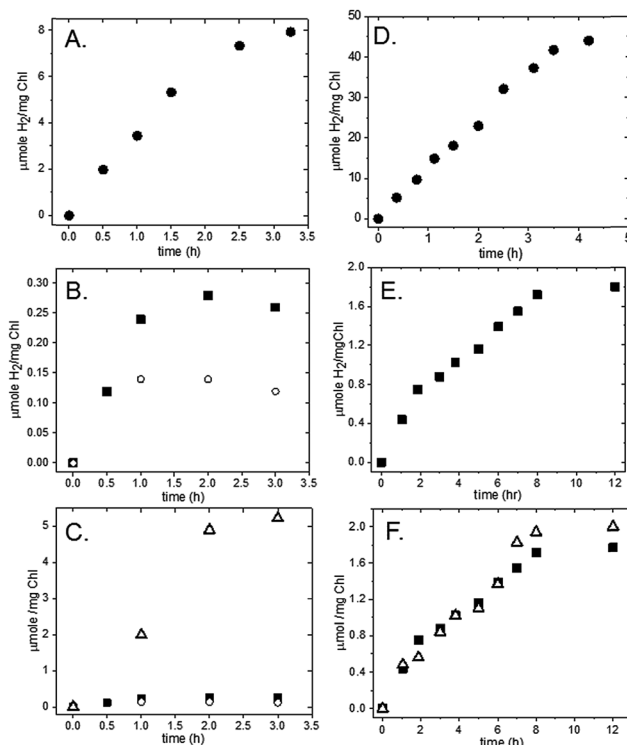 A.
μmole H2/mg Chl
8
6
4
2
0
0.0 0.5 1.0 1.5 2.0 2.5 3.0 3.5
time (h)
D.
μmole H2/mg Chl
50
40
30
20
10
0
0 1 2 3 4 5
time (h)
B.
μmole H2/mg Chl
0.30
0.25
0.20
0.15
0.10
0.05
0.00
0.0 0.5 1.0 1.5 2.0 2.5 3.0 3.5
time (h)
E.
μmole H2/mgChl
2.0
1.6
1.2
0.8
0.4
0.0
0 2 4 6 8 10 12
time (hr)
C.
μmole /mg Chl
5
4
2
1
0
0.0 0.5 1.0 1.5 2.0 2.5 3.0 3.5
time (h)
F.
μmol /mg Chl
2.0
1.6
1.2
0.8
0.4
0.0
0 2 4 6 8 10 12
time (h)